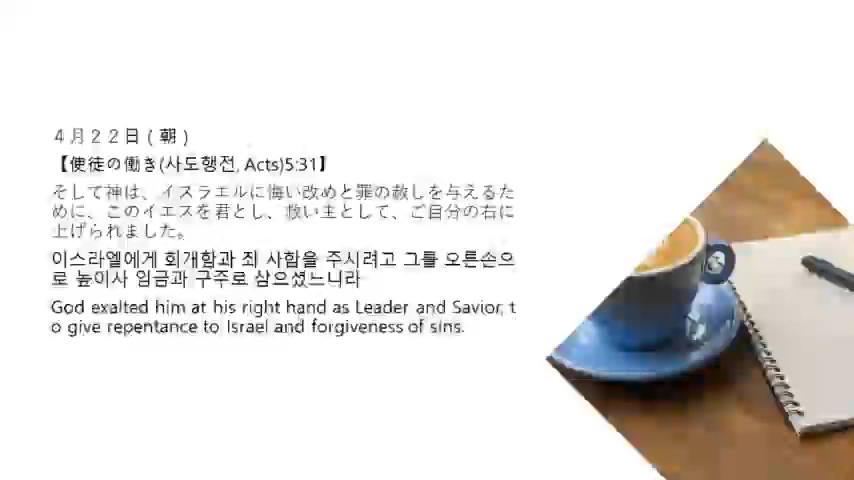 4月22日(朝)
【使徒の働き(사도행전, Acts)5:31】
そして神は、イスラエルに悔い改めと罪の赦しを与えるた
めに、このイエスを君とし、救い主として、ご自分の右に
上げられました。
이스라엘에게 회개함과 죄 사함을 주시려고 그를 오른손으
로 높이사 임금과 구주로 삼으셨느니라
God exalted him at his right hand as Leader and Savior, t
o give repentance to Israel and forgiveness of sins.